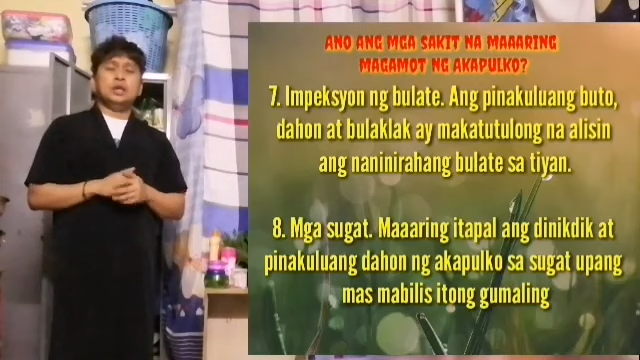 ANO ANG MGA SAKIT NA MAAARING
MAGAMOT NG AKAPULKO?
7. Impeksyon ng bulate. Ang pinakuluang buto,
dahon at bulaklak ay makatutulong na alisin
ang naninirahang bulate sa tiyan.
8. Mga sugat. Maaaring itapal ang dinikdik at
pinakuluang dahon ng akapulko sa sugat upang
mas mabilis itong gumaling